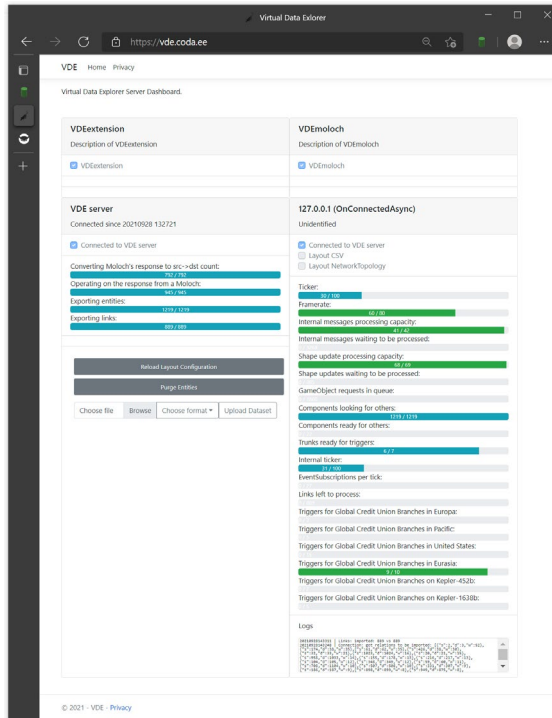 Virtual Data Exlorer
https://vde.coda.ee
VDE Home Privacy
Virtual Data Explorer Server Dashboard.
VDEextension
Description of VDEextension
VDEextension
VDEmoloch
Description of VDEmoloch
VDEmoloch
VDE server
Connected since 20210928 132721
Connected to VDE server
Converting Moloch's response to src->dst count:
792 / 792
Operating on the response from a Moloch:
945 / 945
Exporting entities:
1219 / 1219
Exporting links:
889 / 889
Reload Layout Configuration
Purge Entities
Choose file Browse Choose format Upload Dataset
127.0.0.1 (OnConnectedAsync)
Unidentified
Connected to VDE server
Layout CSV
Layout NetworkTopology
Ticker:
30 / 100
Framerate:
60 / 80
Internal messages processing capacity:
41 / 42
Internal messages waiting to be processed:
Shape update processing capacity:
68 / 69
Shape updates waiting to be processed:
GameObject requests in queue:
Components looking for others:
1219 / 1219
Components ready for others:
Trunks ready for triggers:
6 / 7
Internal ticker:
31 / 100
EventSubscriptions per tick:
Links left to process:
Triggers for Global Credit Union Branches in Europa:
Triggers for Global Credit Union Branches in Pacific:
Triggers for Global Credit Union Branches in United States:
Triggers for Global Credit Union Branches in Eurasia:
9 / 10
Triggers for Global Credit Union Branches on Kepler-452b:
Triggers for Global Credit Union Branches on Kepler-1638b:
Logs
© 2021 - VDE - Privacy